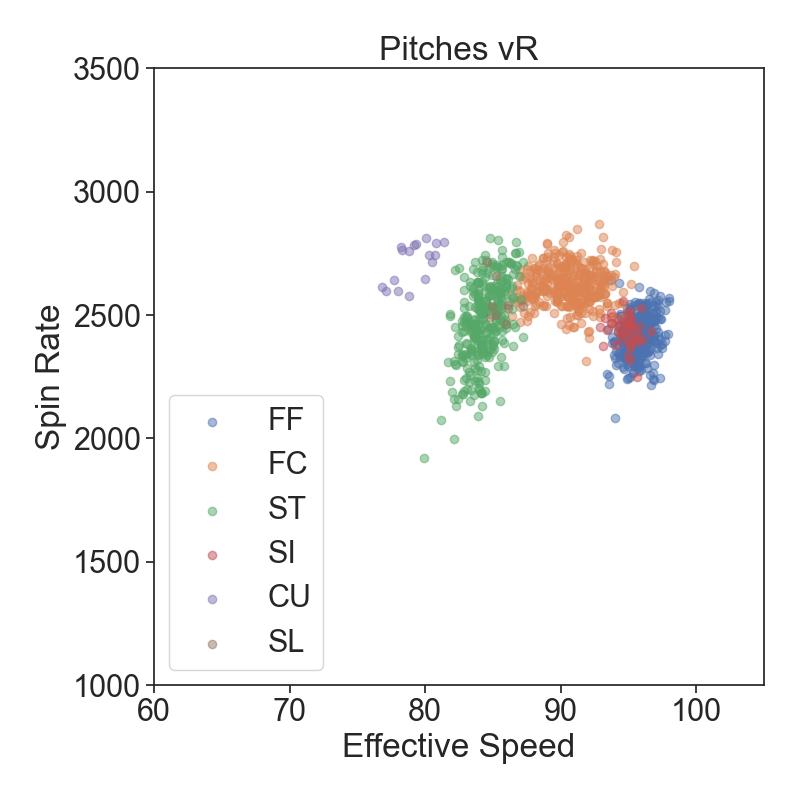 Pitches vR
3500
3000
2500
2000
1500
1000
Spin Rate
FF
FC
ST
SI
CU
SL
60
70
80
90
100
Effective Speed